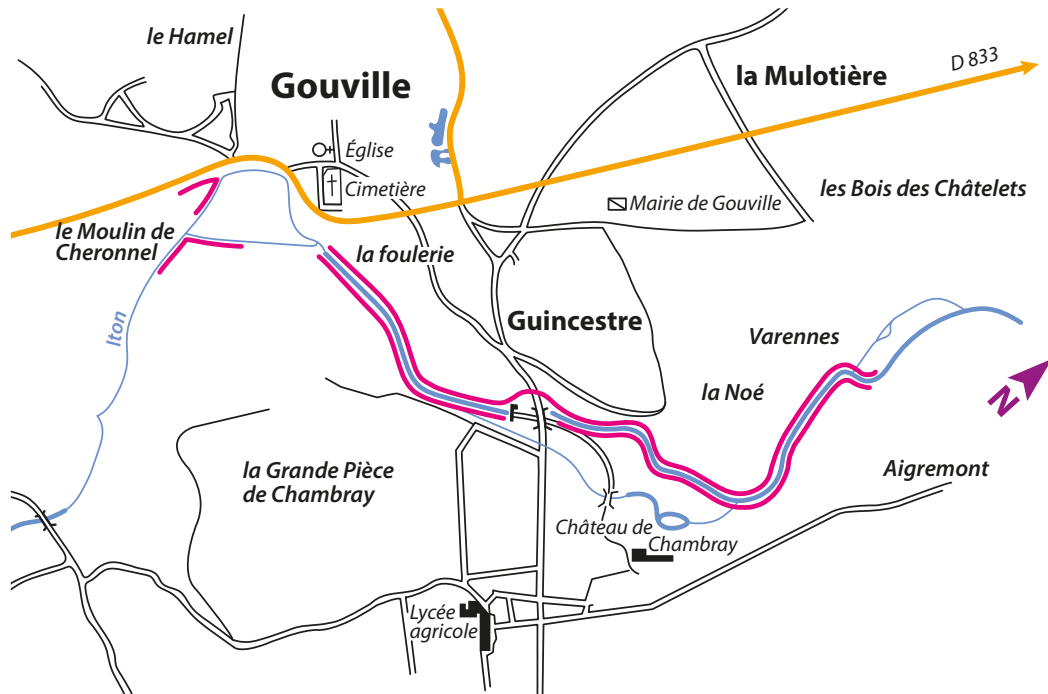 le Hamel
Gouville
la Mulotière
D 833
Église
Cimetière
les Bois des Châtelets
Mairie de Gouville
le Moulin de
Cheronnel
la foulerie
Iton
Guincestre
Varennes
la Noé
N
la Grande Pièce
de Chambray
Aigremont
Château de
Chambray
Lycée
agricole